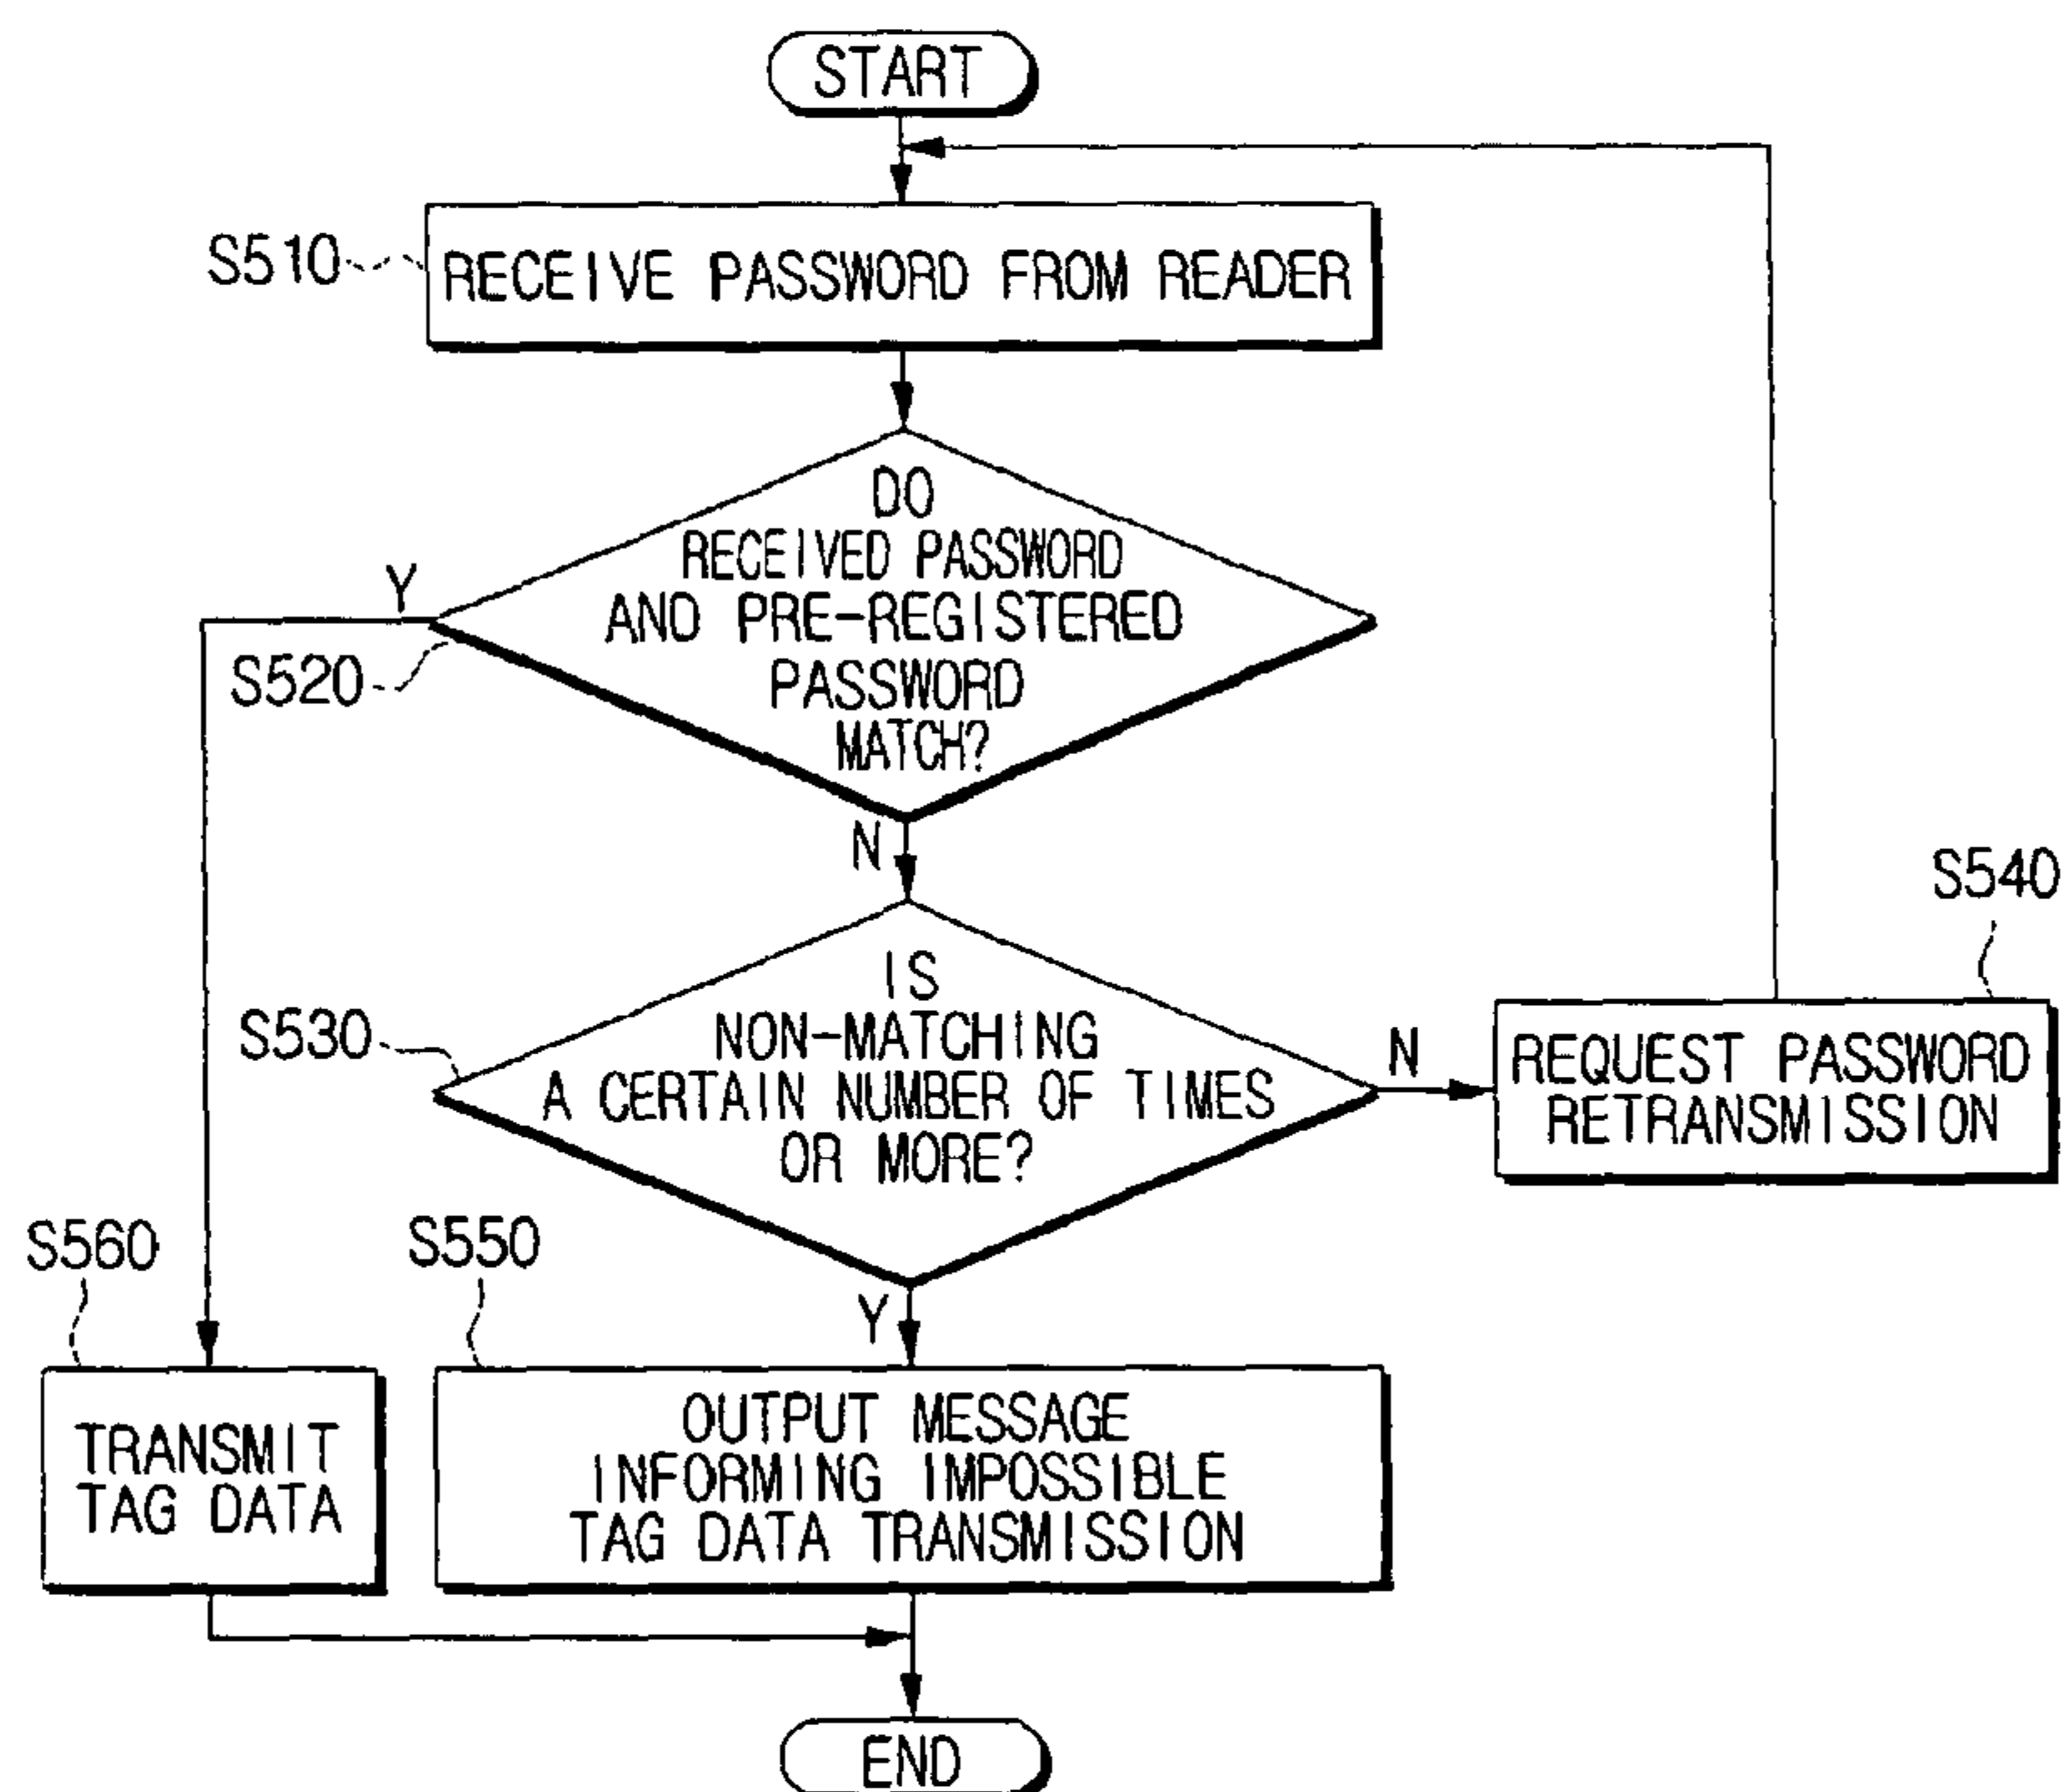 START
S510
RECEIVE PASSWORD FROM READER
DO
RECEIVED PASSWORD
AND PRE-REGISTERED
PASSWORD
MATCH?
Y
S520
N
S540
IS
NON-MATCHING
A CERTAIN NUMBER OF TIMES
OR MORE?
S530
N
REQUEST PASSWORD
RETRANSMISSION
Y
S560
S550
TRANSMIT
TAG DATA
OUTPUT MESSAGE
INFORMING IMPOSSIBLE
TAG DATA TRANSMISSION
END